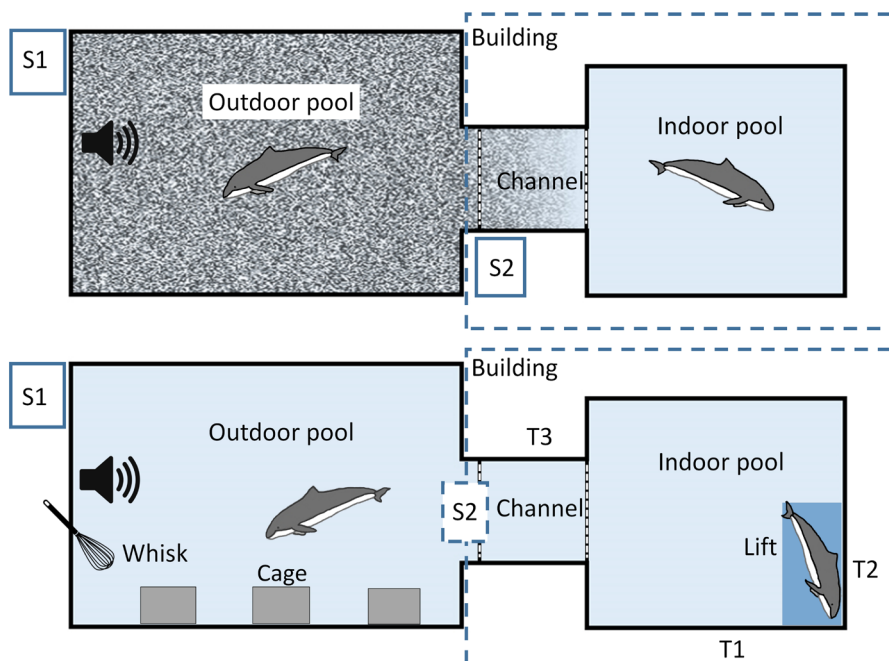 S1
Building
Outdoor pool
Indoor pool
Channel
S2
S1
Building
Outdoor pool
T3
Indoor pool
S2
Channel
Whisk
Lift
Cage
T2
T1